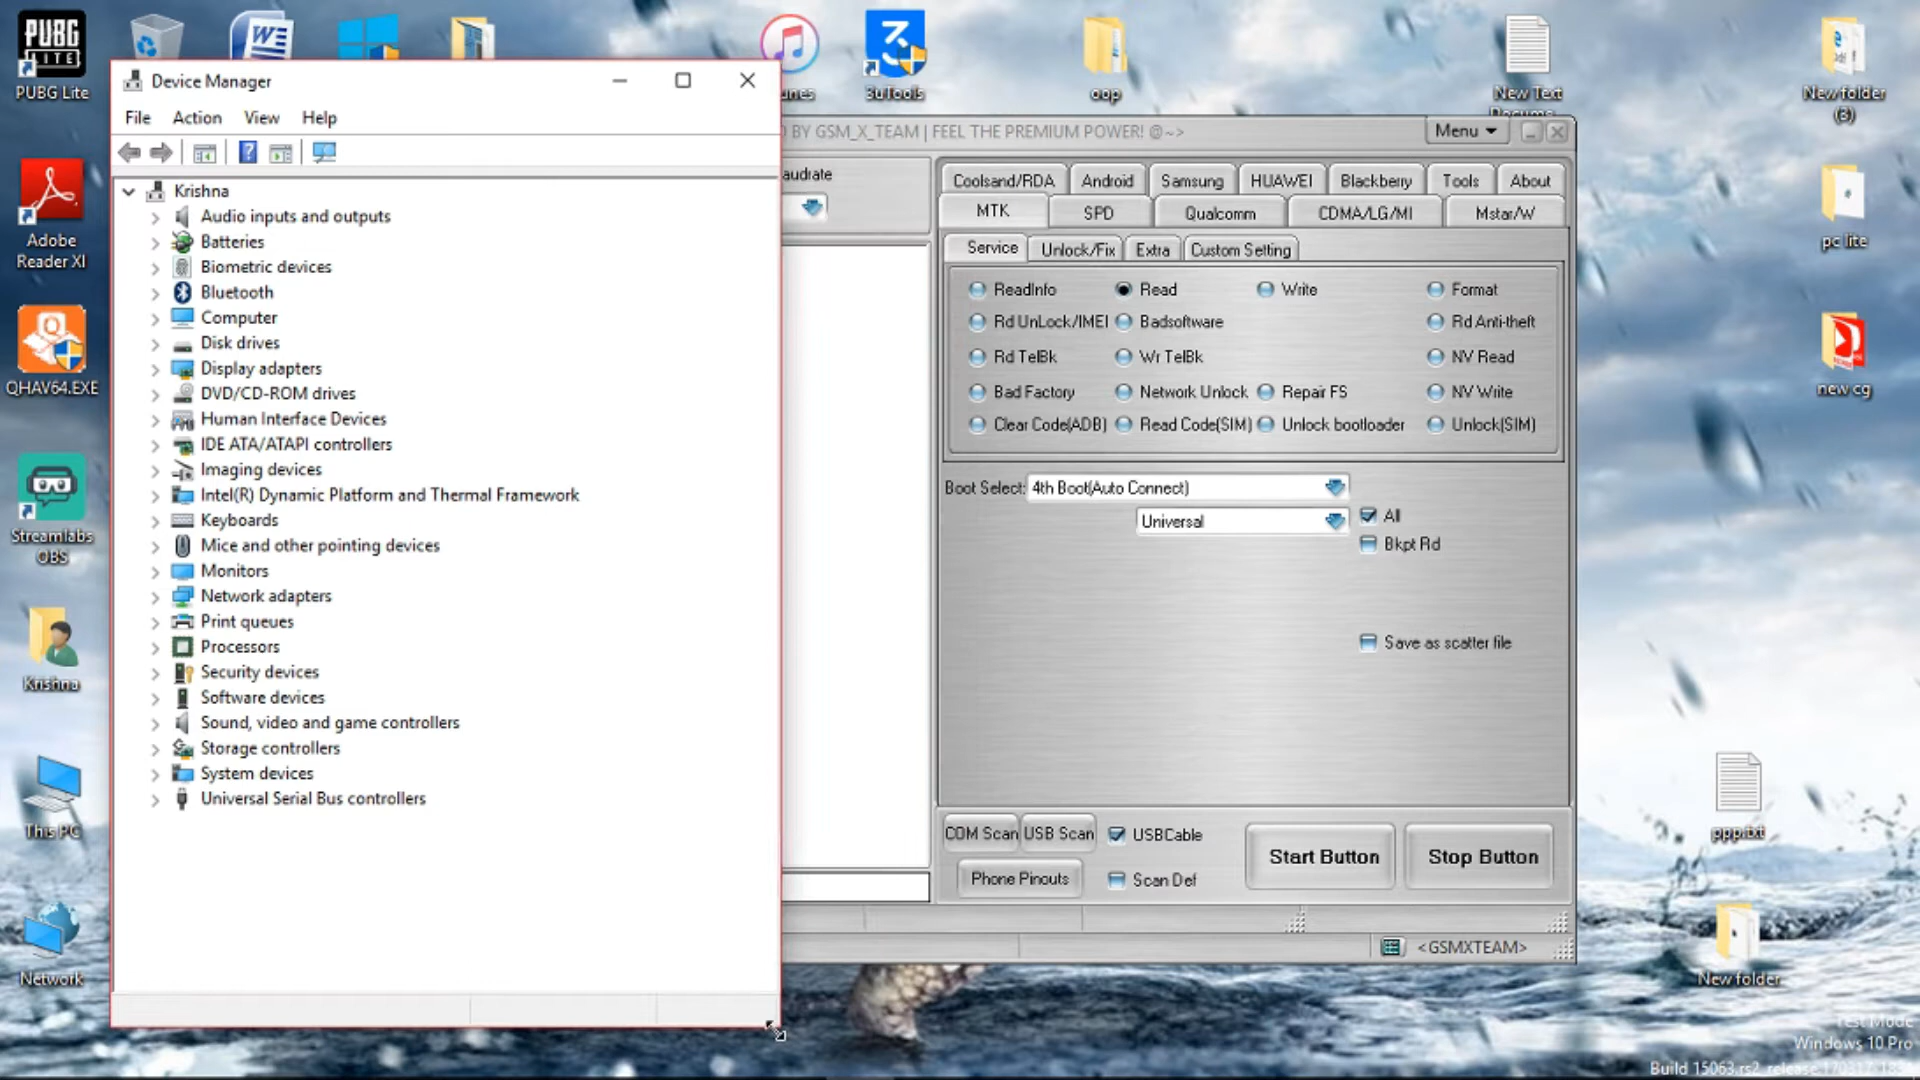 PUBG
LITE
PUBG Lite
Adobe
Reader XI
QHAV64.EXE
Streamlabs
OBS
Krishna
This PC
Network
3uTools
oop
New Text
New folder
(3)
pc lite
new cg
ppp.txt
New folder
Device Manager
File Action View Help
Krishna
Audio inputs and outputs
Batteries
Biometric devices
Bluetooth
Computer
Disk drives
Display adapters
DVD/CD-ROM drives
Human Interface Devices
IDE ATA/ATAPI controllers
Imaging devices
Intel(R) Dynamic Platform and Thermal Framework
Keyboards
Mice and other pointing devices
Monitors
Network adapters
Print queues
Processors
Security devices
Software devices
Sound, video and game controllers
Storage controllers
System devices
Universal Serial Bus controllers
BY GSM_X_TEAM | FEEL THE PREMIUM POWER! @~>
Menu
audrate
Coolsand/RDA Android Samsung HUAWEI Blackberry Tools About
MTK SPD Qualcomm CDMA/LG/MI Mstar/W
Service Unlock/Fix Extra Custom Setting
ReadInfo Read Write Format
Rd UnLock/IMEI Badsoftware Rd Anti-theft
Rd TelBk Wr TelBk NV Read
Bad Factory Network Unlock Repair FS NV Write
Clear Code(ADB) Read Code(SIM) Unlock bootloader Unlock(SIM)
Boot Select: 4th Boot(Auto Connect)
Universal All
Bkpt Rd
Save as scatter file
COM Scan USB Scan USBCable
Phone Pinouts Scan Def
Start Button Stop Button
<GSMXTEAM>
Test Mode
Windows 10 Pro